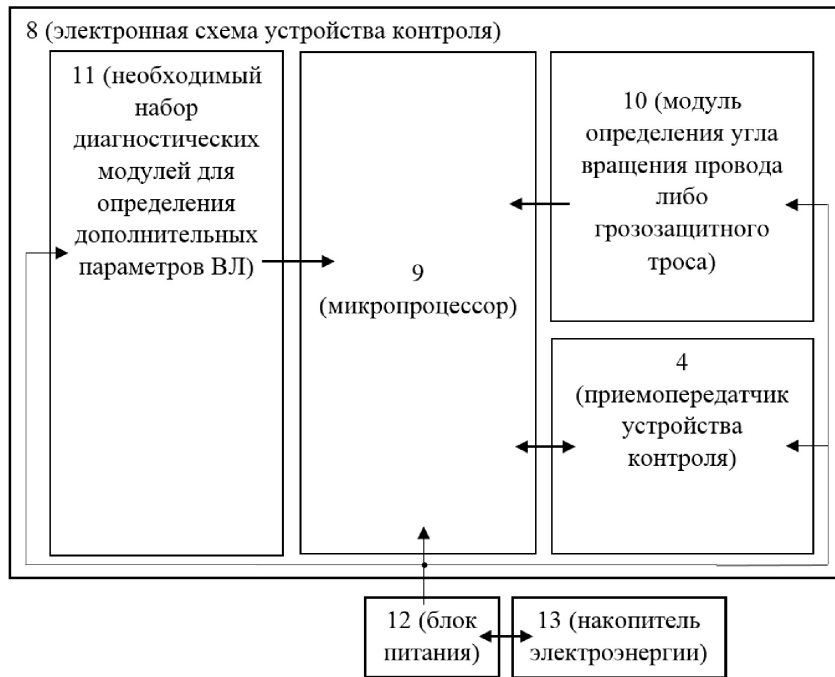 8 (электронная схема устройства контроля)
11 (необходимый
набор
диагностических
модулей для
определения
дополнительных
параметров ВЛ)
9
(микропроцессор)
10 (модуль
определения угла
вращения провода
либо
грозозащитного
троса)
4
(приемопередатчик
устройства
контроля)
12 (блок
питания)
13 (накопитель
электроэнергии)